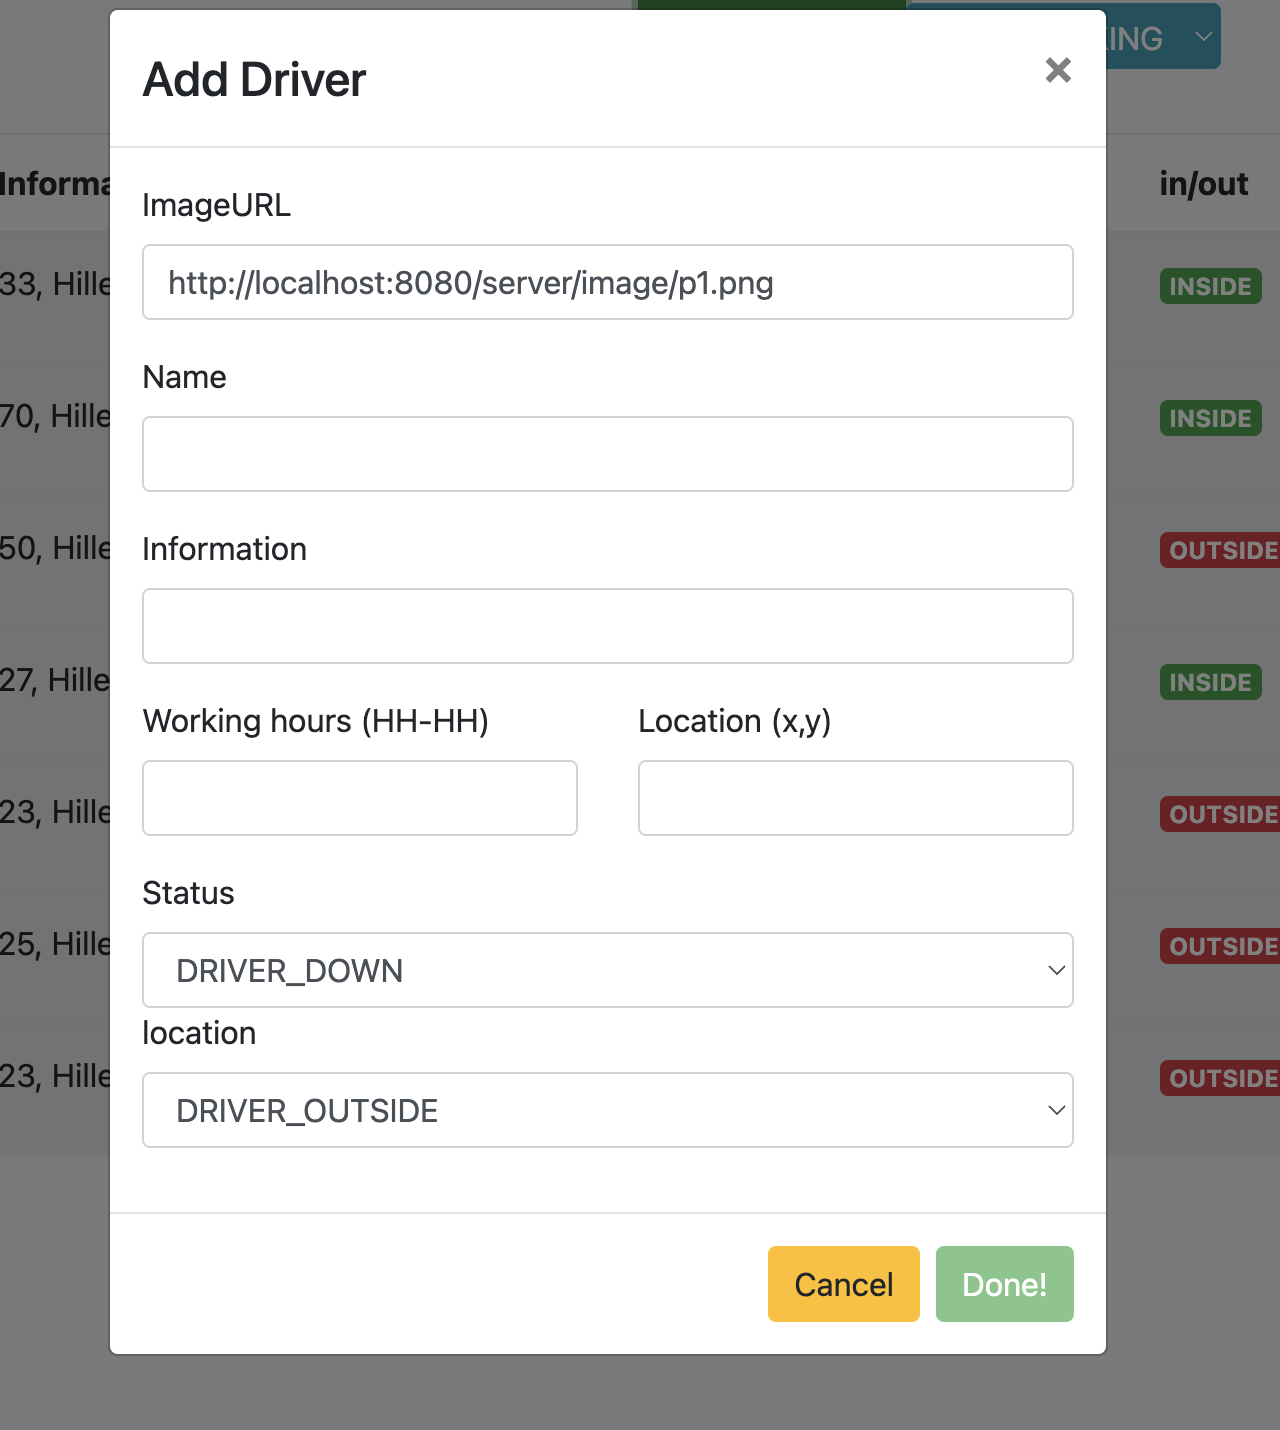 KING
Add Driver
Informa
in/out
ImageURL
http://localhost:8080/server/image/p1.png
33, Hille
INSIDE
Name
70, Hille
INSIDE
Information
50, Hille
OUTSIDE
27, Hille
INSIDE
Working hours (HH-HH)
Location (x,y)
23, Hille
OUTSIDE
Status
DRIVER_DOWN
25, Hille
OUTSIDE
location
DRIVER_OUTSIDE
23, Hille
OUTSIDE
Cancel
Done!